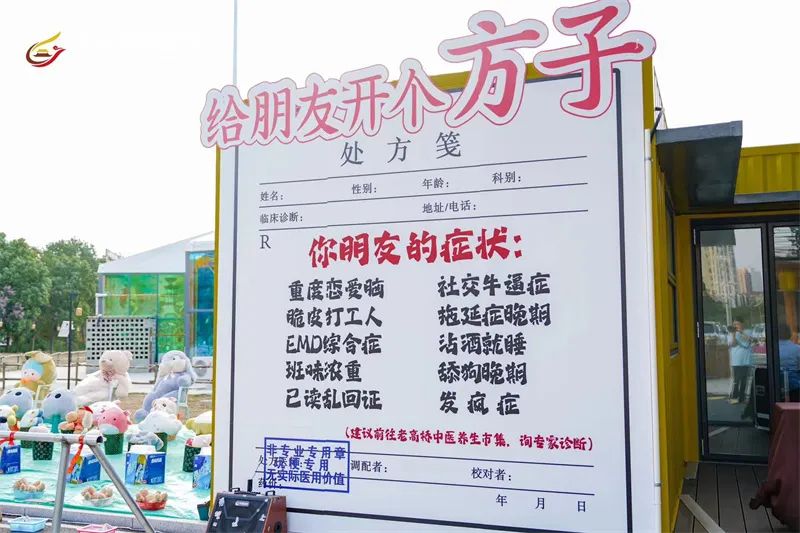 给朋友开个方子
处方笺
姓名: 性别: 年龄: 科别:
临床诊断: 地址/电话:
R
你朋友的症状:
重度恋爱脑 社交牛逼症
脆皮打工人 拖延症晚期
EMD综合症 沾酒就睡
班味浓重 舔狗晚期
已读乱回证 发疯症
(建议前往老高桥中医养生市集,询专家诊断)
非专业专用章
玩梗专用
无实际医用价值
调配者: 校对者:
年 月 日